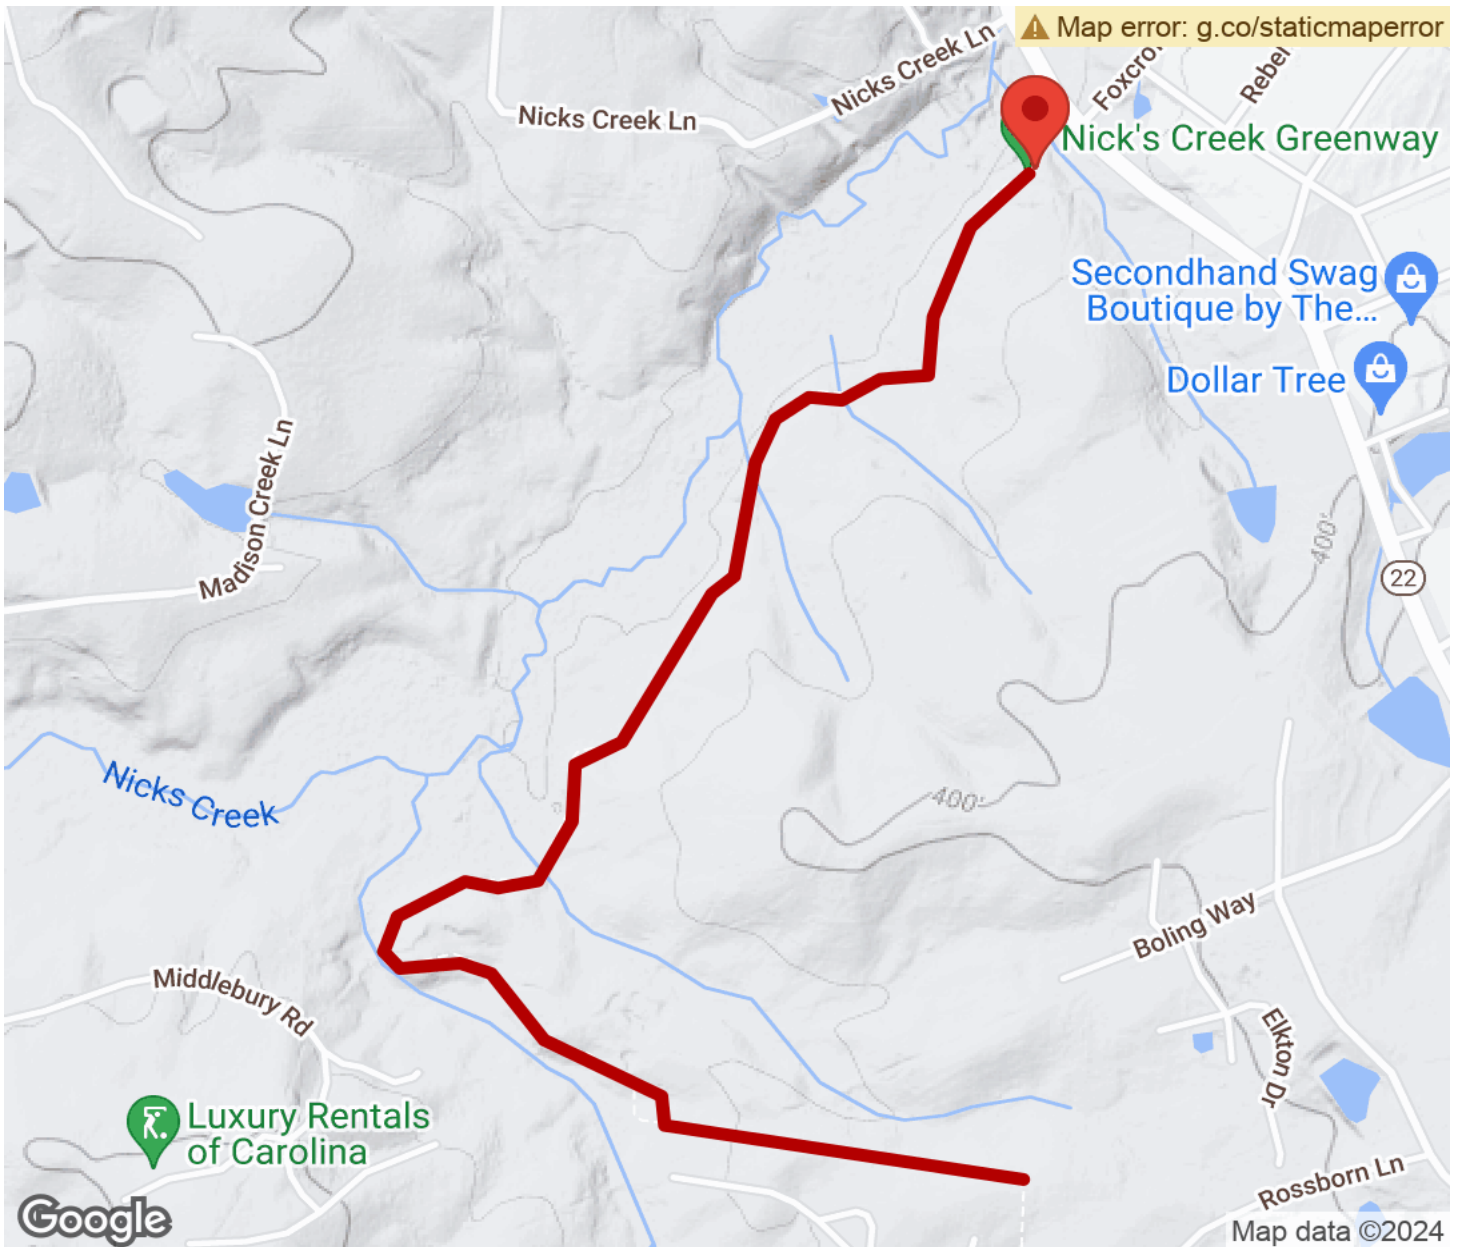 Map error: g.co/staticmaperror
Nicks Creek Ln
Nicks Creek Ln
Foxcro
Rebel
Nick's Creek Greenway
Secondhand Swag
Boutique by The...
Dollar Tree
Madison Creek Ln
400'
22
Nicks Creek
400'
Boling Way
Middlebury Rd
Elkton Dr
Luxury Rentals
of Carolina
Rossborn Ln
Google
Map data ©2024